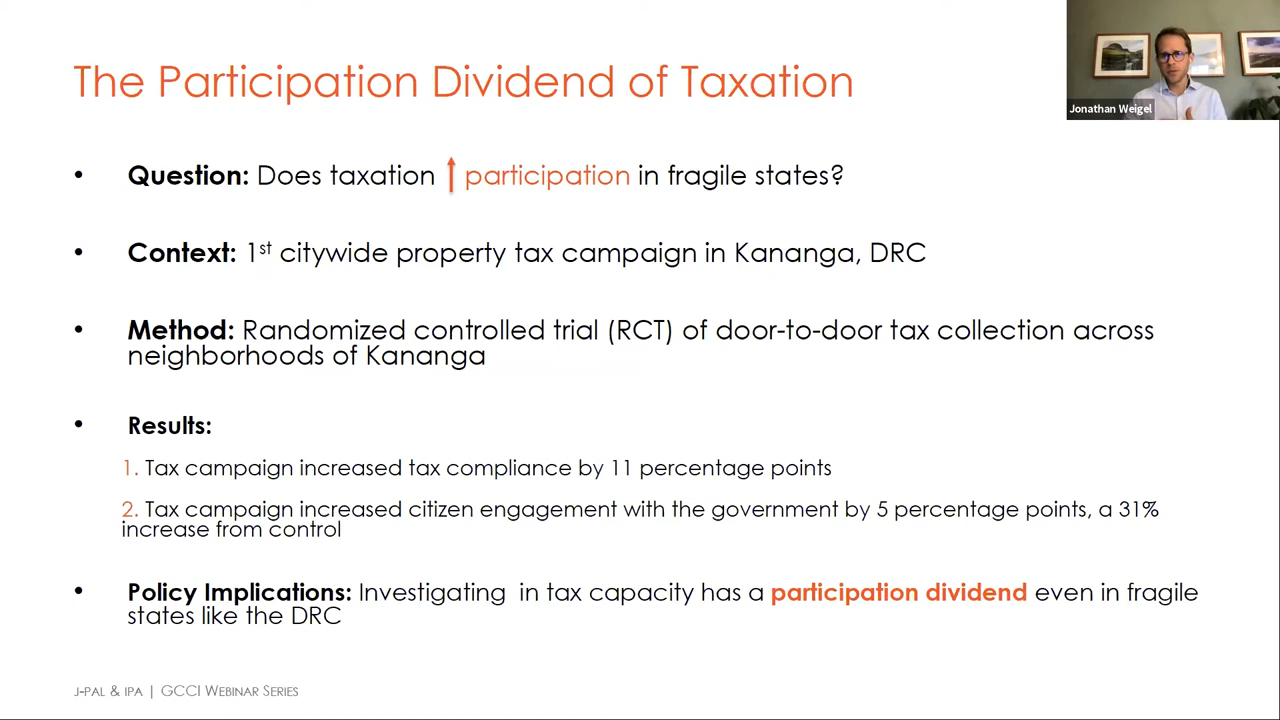 The Participation Dividend of Taxation
Jonathan Weigel
• Question: Does taxation ↑ participation in fragile states?
• Context: 1st citywide property tax campaign in Kananga, DRC
• Method: Randomized controlled trial (RCT) of door-to-door tax collection across
neighborhoods of Kananga
• Results:
1. Tax campaign increased tax compliance by 11 percentage points
2. Tax campaign increased citizen engagement with the government by 5 percentage points, a 31%
increase from control
• Policy Implications: Investigating in tax capacity has a participation dividend even in fragile
states like the DRC
J-PAL & IPA | GCCI WEBINAR SERIES